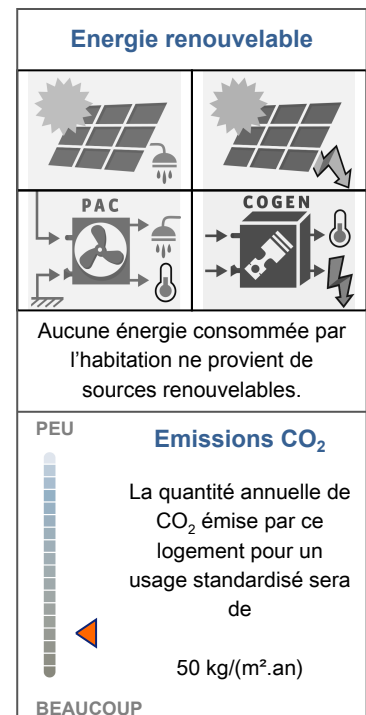 Energie renouvelable
PAC
COGEN
Aucune énergie consommée par
l'habitation ne provient de
sources renouvelables.
PEU
Emissions CO₂
La quantité annuelle de
CO₂ émise par ce
logement pour un
usage standardisé sera
de
50 kg/(m².an)
BEAUCOUP